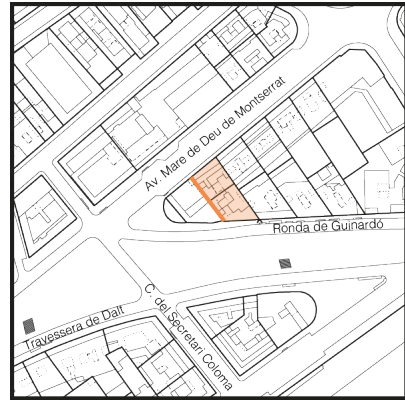 Av. Mare de Deu de Montserrat
Ronda de Guinardó
C. del Secretari Coloma
Travessera de Dalt